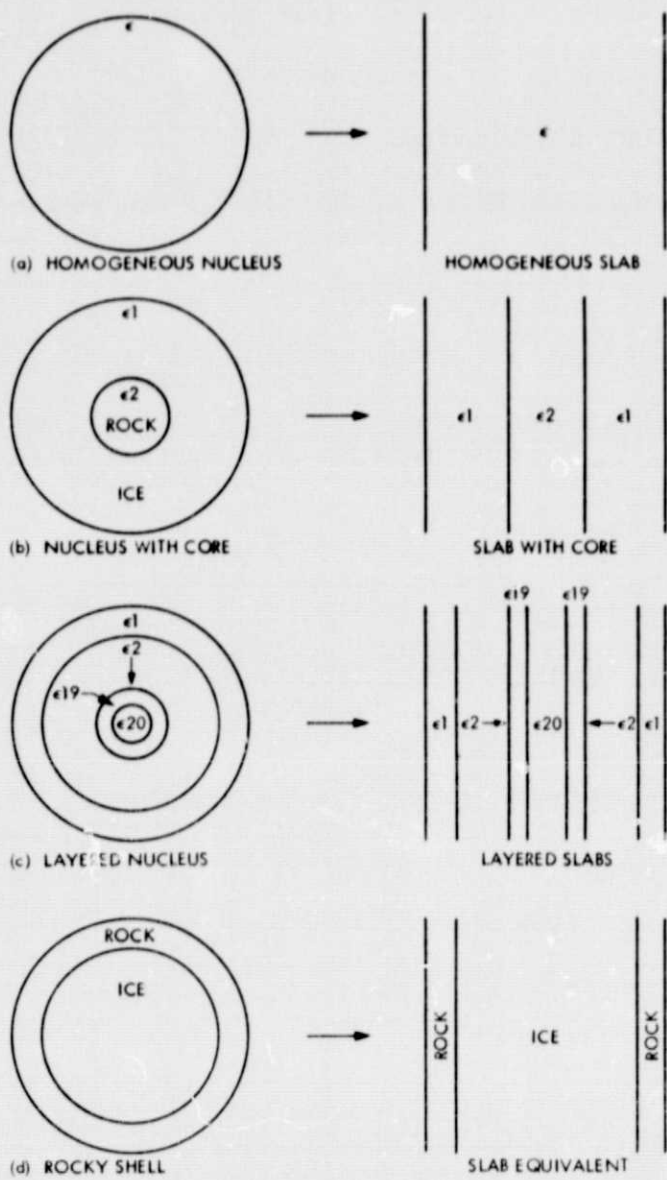 ϵ
ϵ
(a) HOMOGENEOUS NUCLEUS
HOMOGENEOUS SLAB
ϵ1
ϵ2
ROCK
ICE
ϵ1 ϵ2 ϵ1
(b) NUCLEUS WITH CORE
SLAB WITH CORE
ϵ1
ϵ2
ϵ19
ϵ20
ϵ19 ϵ19
ϵ1 ϵ2 ϵ20 ϵ2 ϵ1
(c) LAYERED NUCLEUS
LAYERED SLABS
ROCK
ICE
ROCK
ICE
ROCK
(d) ROCKY SHELL
SLAB EQUIVALENT